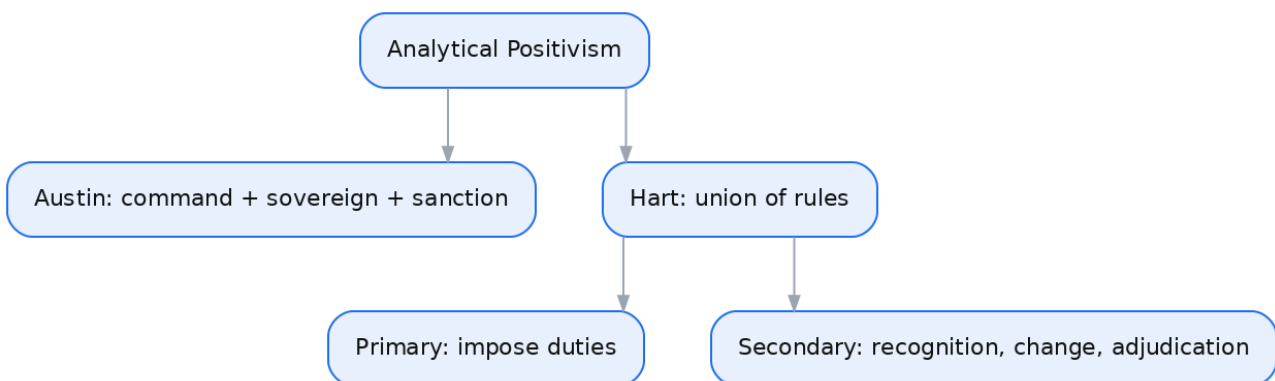 Analytical Positivism
Austin: command + sovereign + sanction
Hart: union of rules
Primary: impose duties
Secondary: recognition, change, adjudication